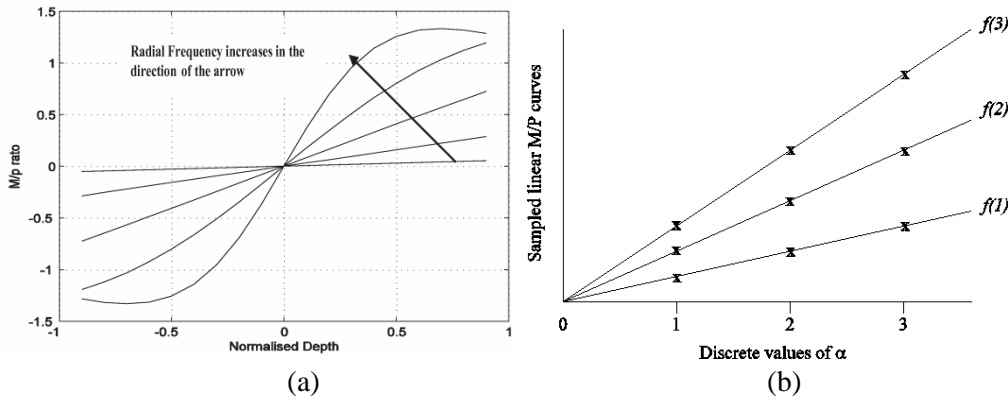 1.5
Radial Frequency increases in the
direction of the arrow
1
0.5
0
-0.5
-1
-1.5
M/p rato
-1
-0.5
0
0.5
1
Normalised Depth
(a)
Sampled linear M/P curves
f(3)
f(2)
f(1)
0
1
2
3
Discrete values of α
(b)